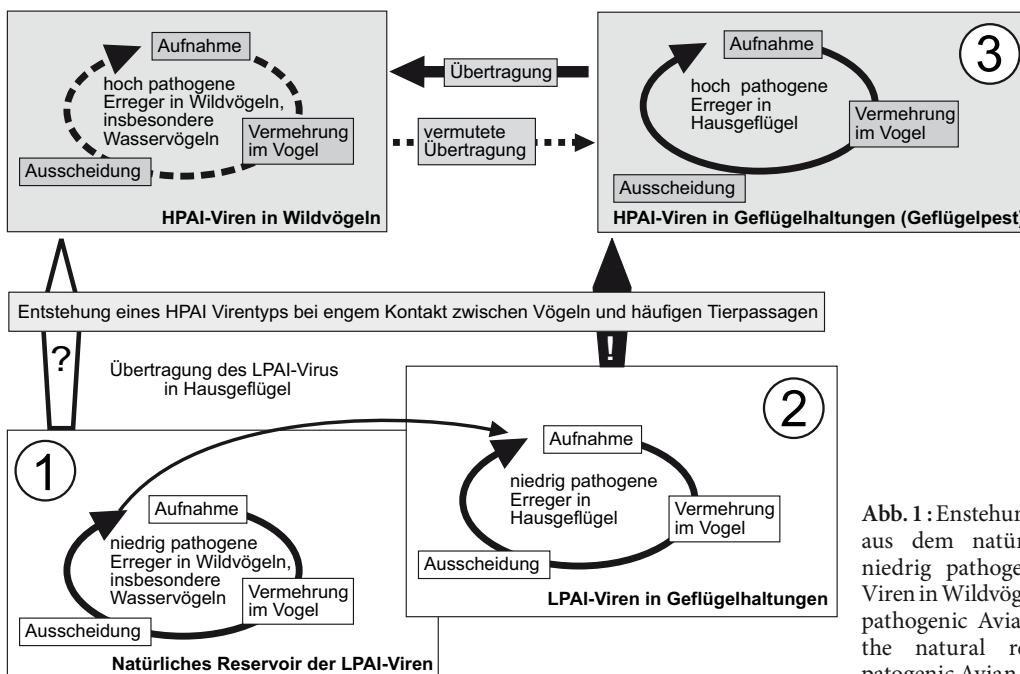 Aufnahme
hoch pathogene
Erreger in Wildvögeln,
insbesondere
Wasservögeln
Vermehrung
im Vogel
Ausscheidung
HPAI-Viren in Wildvögeln
Übertragung
vermutete
Übertragung
3
Aufnahme
hoch pathogene
Erreger in
Hausgeflügel
Vermehrung
im Vogel
Ausscheidung
HPAI-Viren in Geflügelhaltungen (Geflügelpest)
Entstehung eines HPAI Virentyps bei engem Kontakt zwischen Vögeln und häufigen Tierpassagen
?
!
Übertragung des LPAI-Virus
in Hausgeflügel
1
Aufnahme
niedrig pathogene
Erreger in Wildvögeln,
insbesondere
Wasservögeln
Vermehrung
im Vogel
Ausscheidung
Natürliches Reservoir der LPAI-Viren
2
Aufnahme
niedrig pathogene
Erreger in
Hausgeflügel
Vermehrung
im Vogel
Ausscheidung
LPAI-Viren in Geflügelhaltungen
Abb. 1: Enstehun
aus dem natür
niedrig pathoge
Viren in Wildvög
pathogenic Avia
the natural re